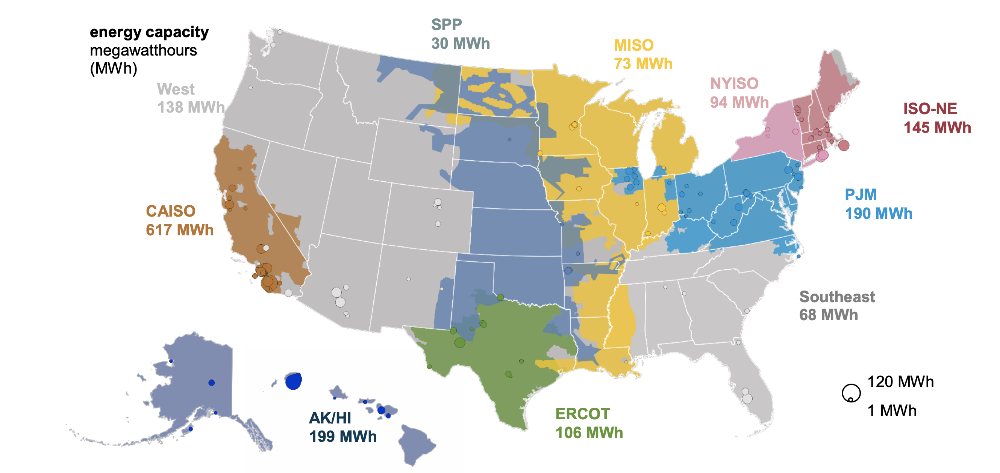 energy capacity
megawatthours
(MWh)
SPP
30 MWh
MISO
73 MWh
West
138 MWh
NYISO
94 MWh
ISO-NE
145 MWh
CAISO
617 MWh
PJM
190 MWh
Southeast
68 MWh
AK/HI
199 MWh
ERCOT
106 MWh
120 MWh
1 MWh